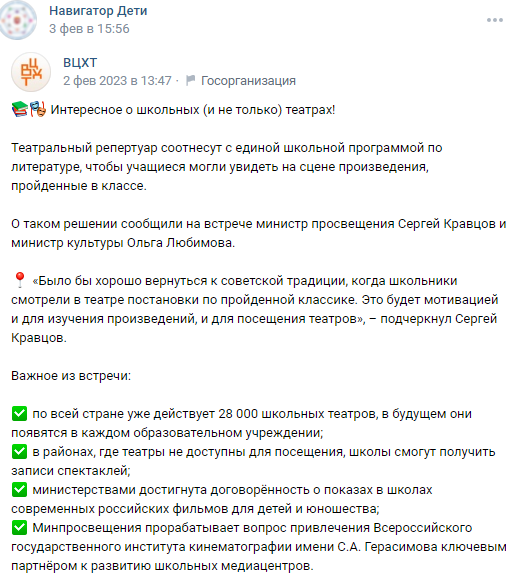 Навигатор Дети
3 фев в 15:56
ВЦХТ
ВЦХТ
2 фев 2023 в 13:47 · Госорганизация
Интересное о школьных (и не только) театрах!
Театральный репертуар соотнесут с единой школьной программой по
литературе, чтобы учащиеся могли увидеть на сцене произведения,
пройденные в классе.
О таком решении сообщили на встрече министр просвещения Сергей Кравцов и
министр культуры Ольга Любимова.
«Было бы хорошо вернуться к советской традиции, когда школьники
смотрели в театре постановки по пройденной классике. Это будет мотивацией
и для изучения произведений, и для посещения театров», – подчеркнул Сергей
Кравцов.
Важное из встречи:
по всей стране уже действует 28 000 школьных театров, в будущем они
появятся в каждом образовательном учреждении;
в районах, где театры не доступны для посещения, школы смогут получить
записи спектаклей;
министерствами достигнута договорённость о показах в школах
современных российских фильмов для детей и юношества;
Минпросвещения прорабатывает вопрос привлечения Всероссийского
государственного института кинематографии имени С.А. Герасимова ключевым
партнёром к развитию школьных медиацентров.